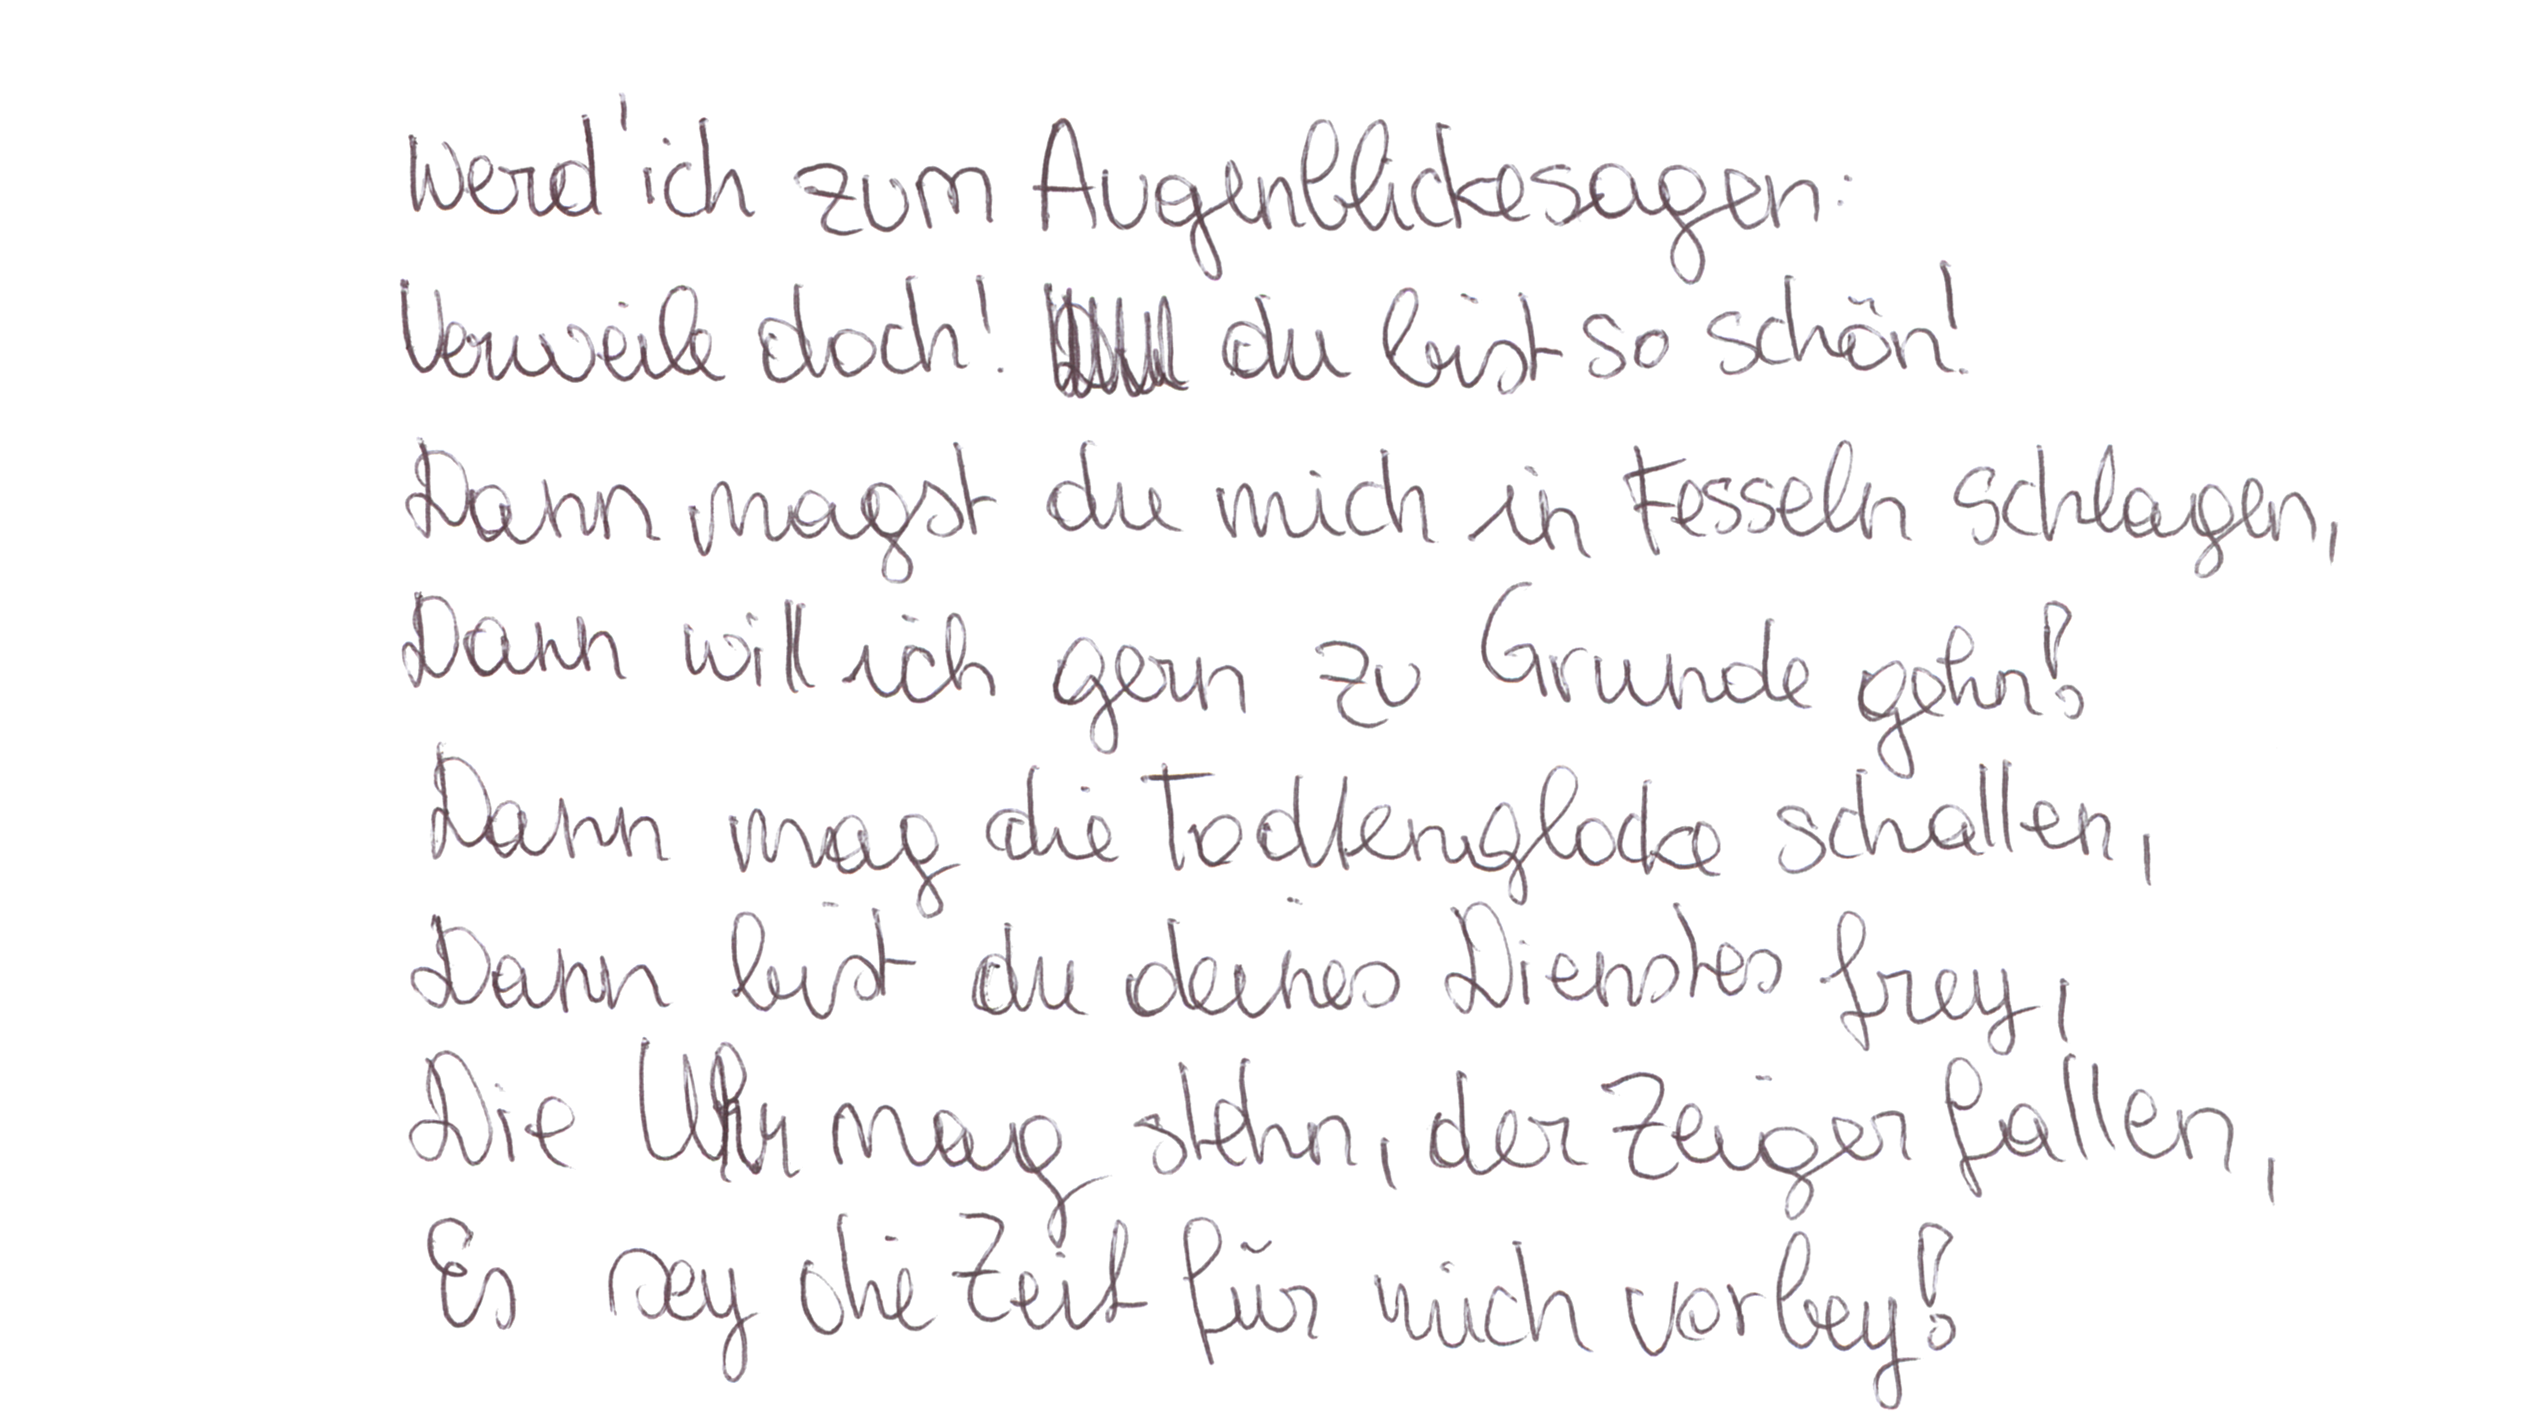 Werd' ich zum Augenblickesagen:
Verweile doch! du bist so schön!
Dann magst du mich in Fesseln schlagen,
Dann will ich gern zu Grunde gehn!
Dann mag die Todtenglocke schallen,
Dann bist du deines Dienstes frey,
Die Uhr mag stehn, der Zeiger fallen,
Es sey die Zeit für mich vorbey!